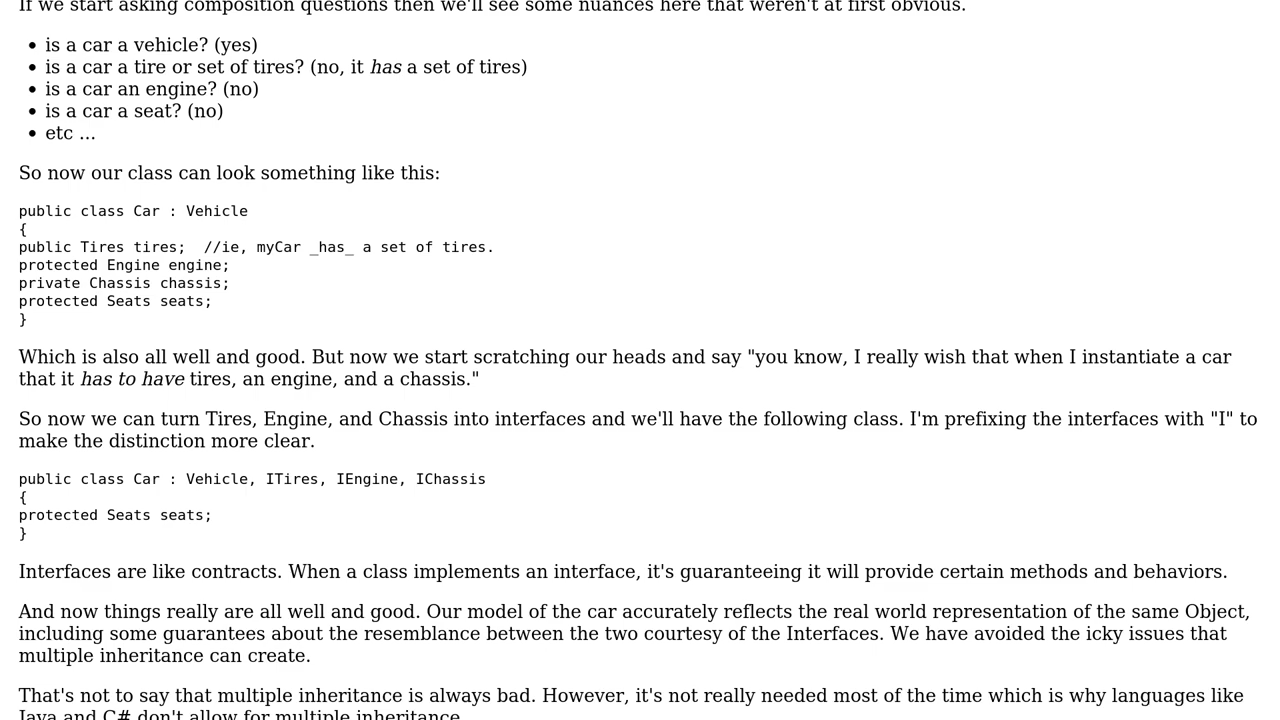 If we start asking composition questions then we'll see some nuances here that weren't at first obvious.
• is a car a vehicle? (yes)
• is a car a tire or set of tires? (no, it has a set of tires)
• is a car an engine? (no)
• is a car a seat? (no)
• etc ...
So now our class can look something like this:
public class Car : Vehicle
{
public Tires tires;  //ie, myCar _has_ a set of tires.
protected Engine engine;
private Chassis chassis;
protected Seats seats;
}
Which is also all well and good. But now we start scratching our heads and say "you know, I really wish that when I instantiate a car
that it has to have tires, an engine, and a chassis."
So now we can turn Tires, Engine, and Chassis into interfaces and we'll have the following class. I'm prefixing the interfaces with "I" to
make the distinction more clear.
public class Car : Vehicle, ITires, IEngine, IChassis
{
protected Seats seats;
}
Interfaces are like contracts. When a class implements an interface, it's guaranteeing it will provide certain methods and behaviors.
And now things really are all well and good. Our model of the car accurately reflects the real world representation of the same Object,
including some guarantees about the resemblance between the two courtesy of the Interfaces. We have avoided the icky issues that
multiple inheritance can create.
That's not to say that multiple inheritance is always bad. However, it's not really needed most of the time which is why languages like
Java and C# don't allow for multiple inheritance.